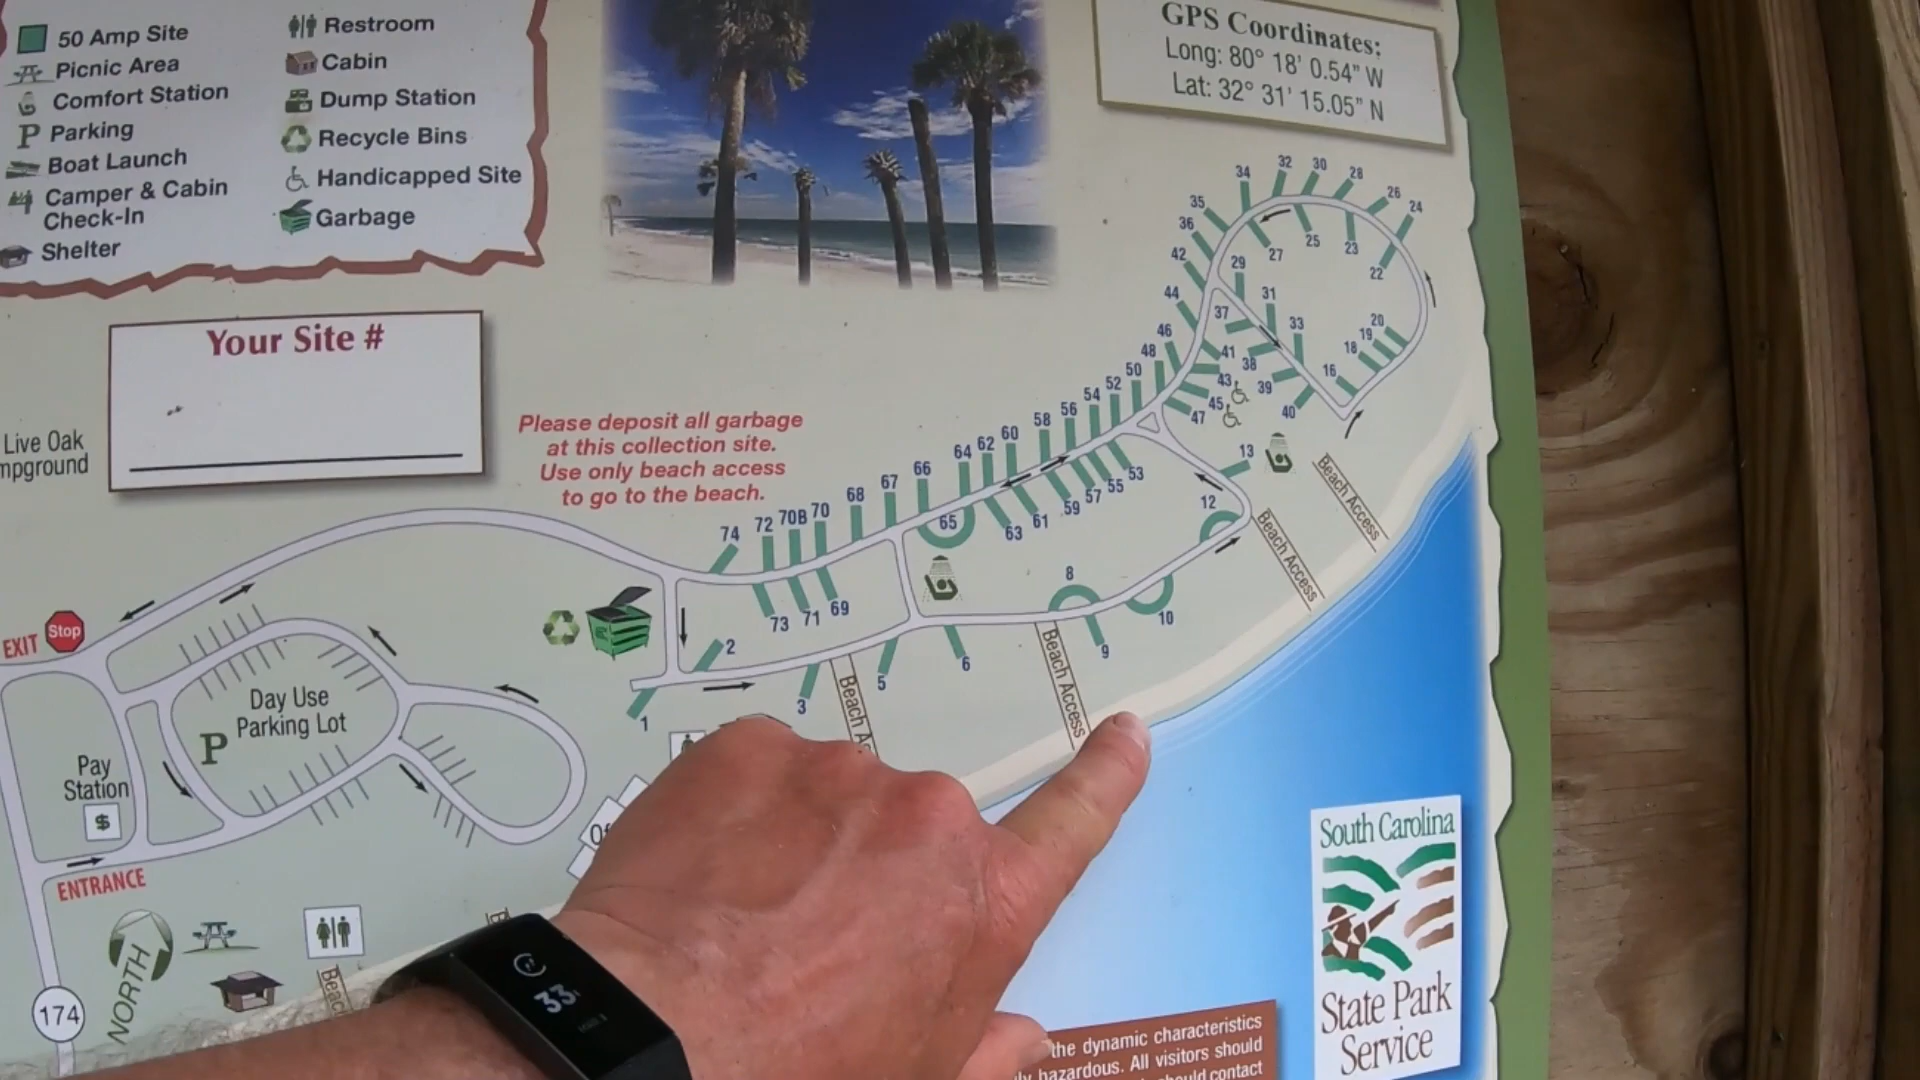 50 Amp Site
Picnic Area
Comfort Station
P Parking
Boat Launch
Camper & Cabin
Check-In
Shelter
Restroom
Cabin
Dump Station
Recycle Bins
Handicapped Site
Garbage
GPS Coordinates:
Long: 80° 18' 0.54" W
Lat: 32° 31' 15.05" N
Your Site #
Live Oak
Please deposit all garbage
at this collection site.
Use only beach access
to go to the beach.
34
32
30
28
26
24
35
36
42
44
46
48
50
52
54
56
58
60
62
64
66
67
68
70
70B
72
74
27
25
23
22
29
31
33
37
41
38
39
40
43
45
47
20
19
18
16
13
12
53
55
57
59
61
63
65
69
71
73
8
10
9
6
5
3
2
1
Beach Access
Beach Access
Beach Access
Beach
EXIT
Stop
Day Use
Parking Lot
P
Pay
Station
$
ENTRANCE
NORTH
174
33
South Carolina
State Park
Service
the dynamic characteristics
hazardous. All visitors should
should contact